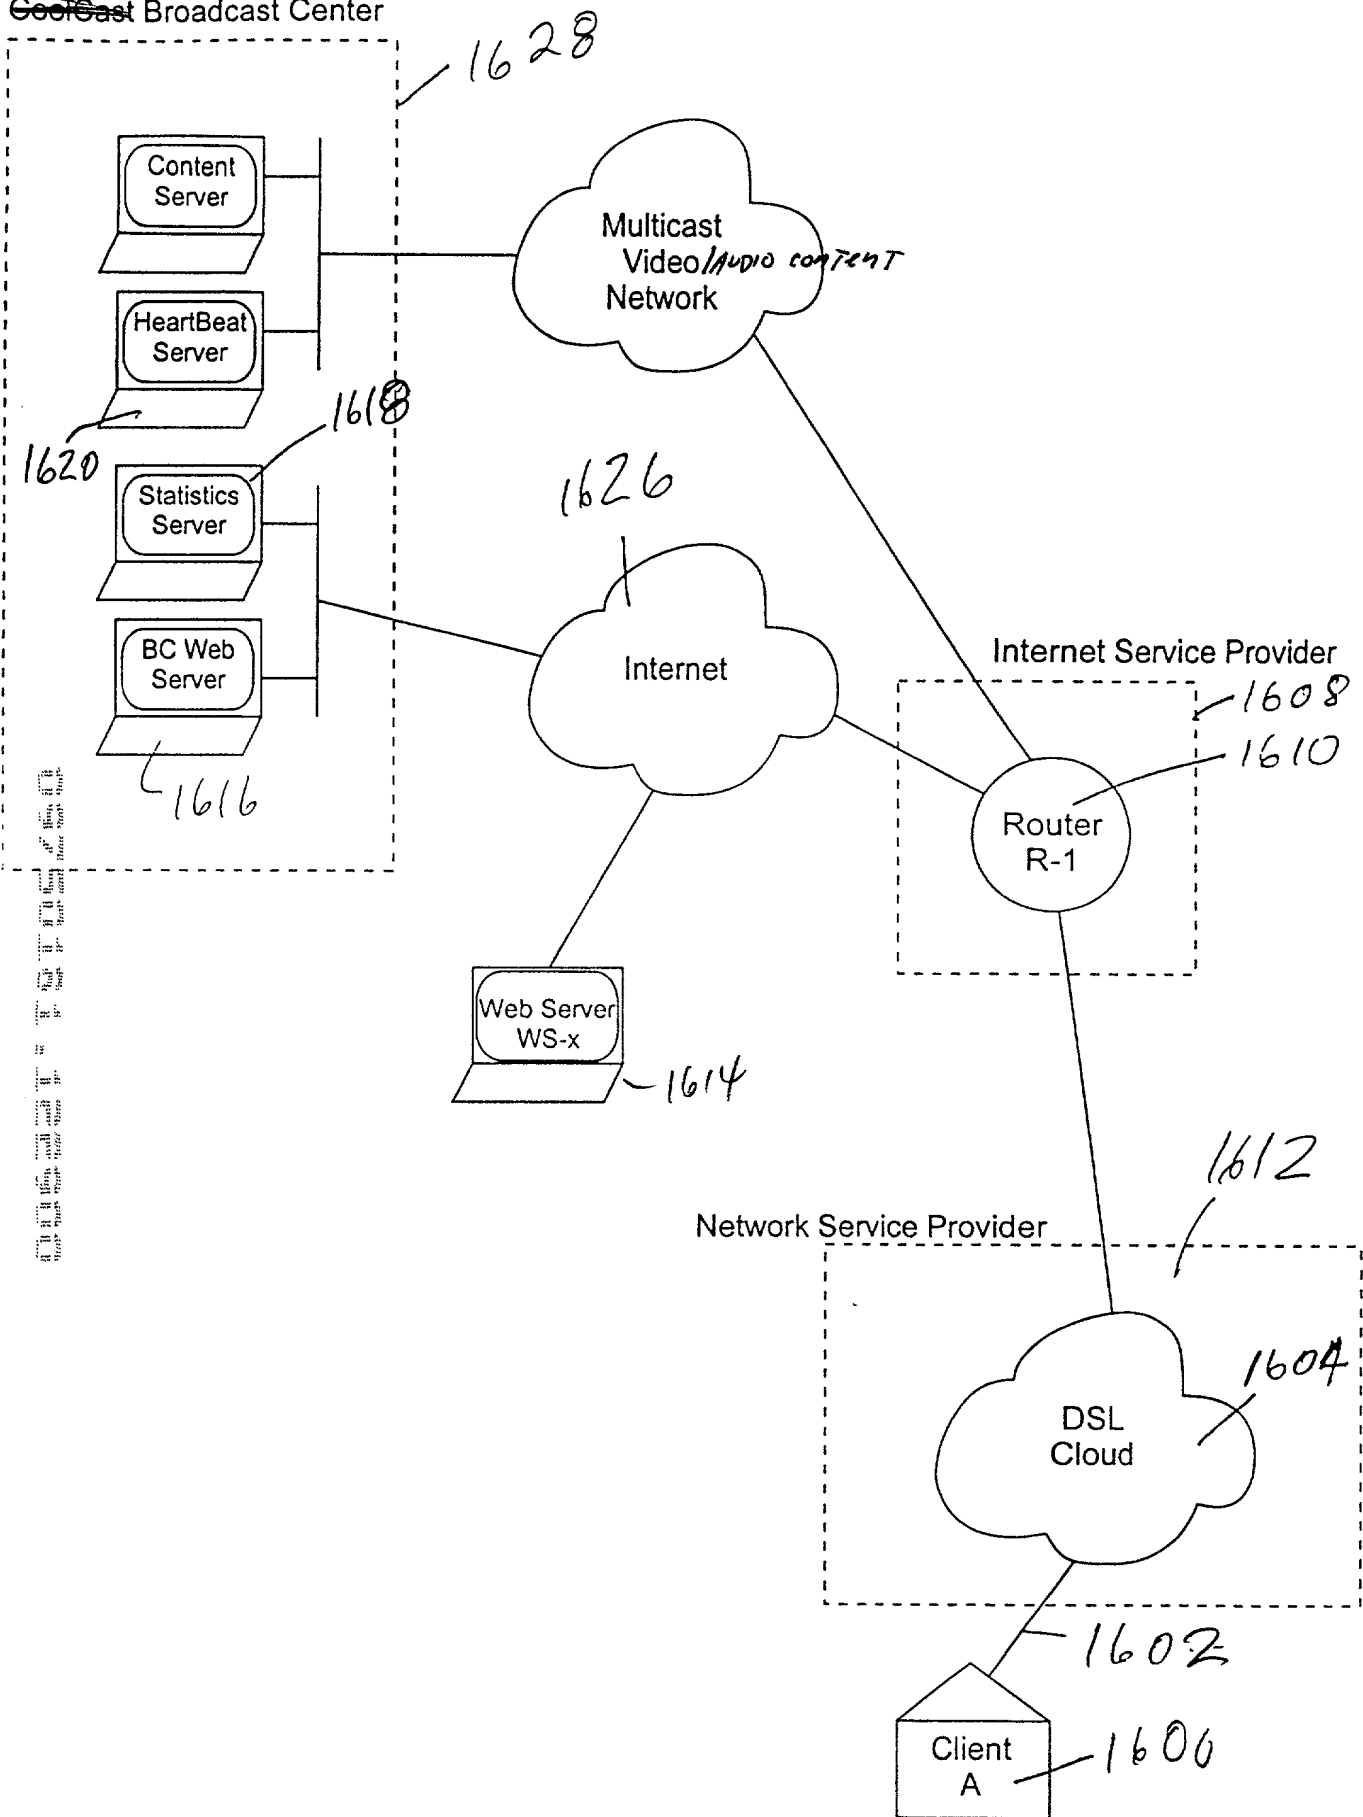 CoolCast Broadcast Center
1628
Content
Server
HeartBeat
Server
1620
1618
Statistics
Server
BC Web
Server
1616
Multicast
Video/AUDIO CONTENT
Network
1626
Internet
Web Server
WS-x
1614
Internet Service Provider
1608
1610
Router
R-1
1612
Network Service Provider
1604
DSL
Cloud
1602
Client
A
1600